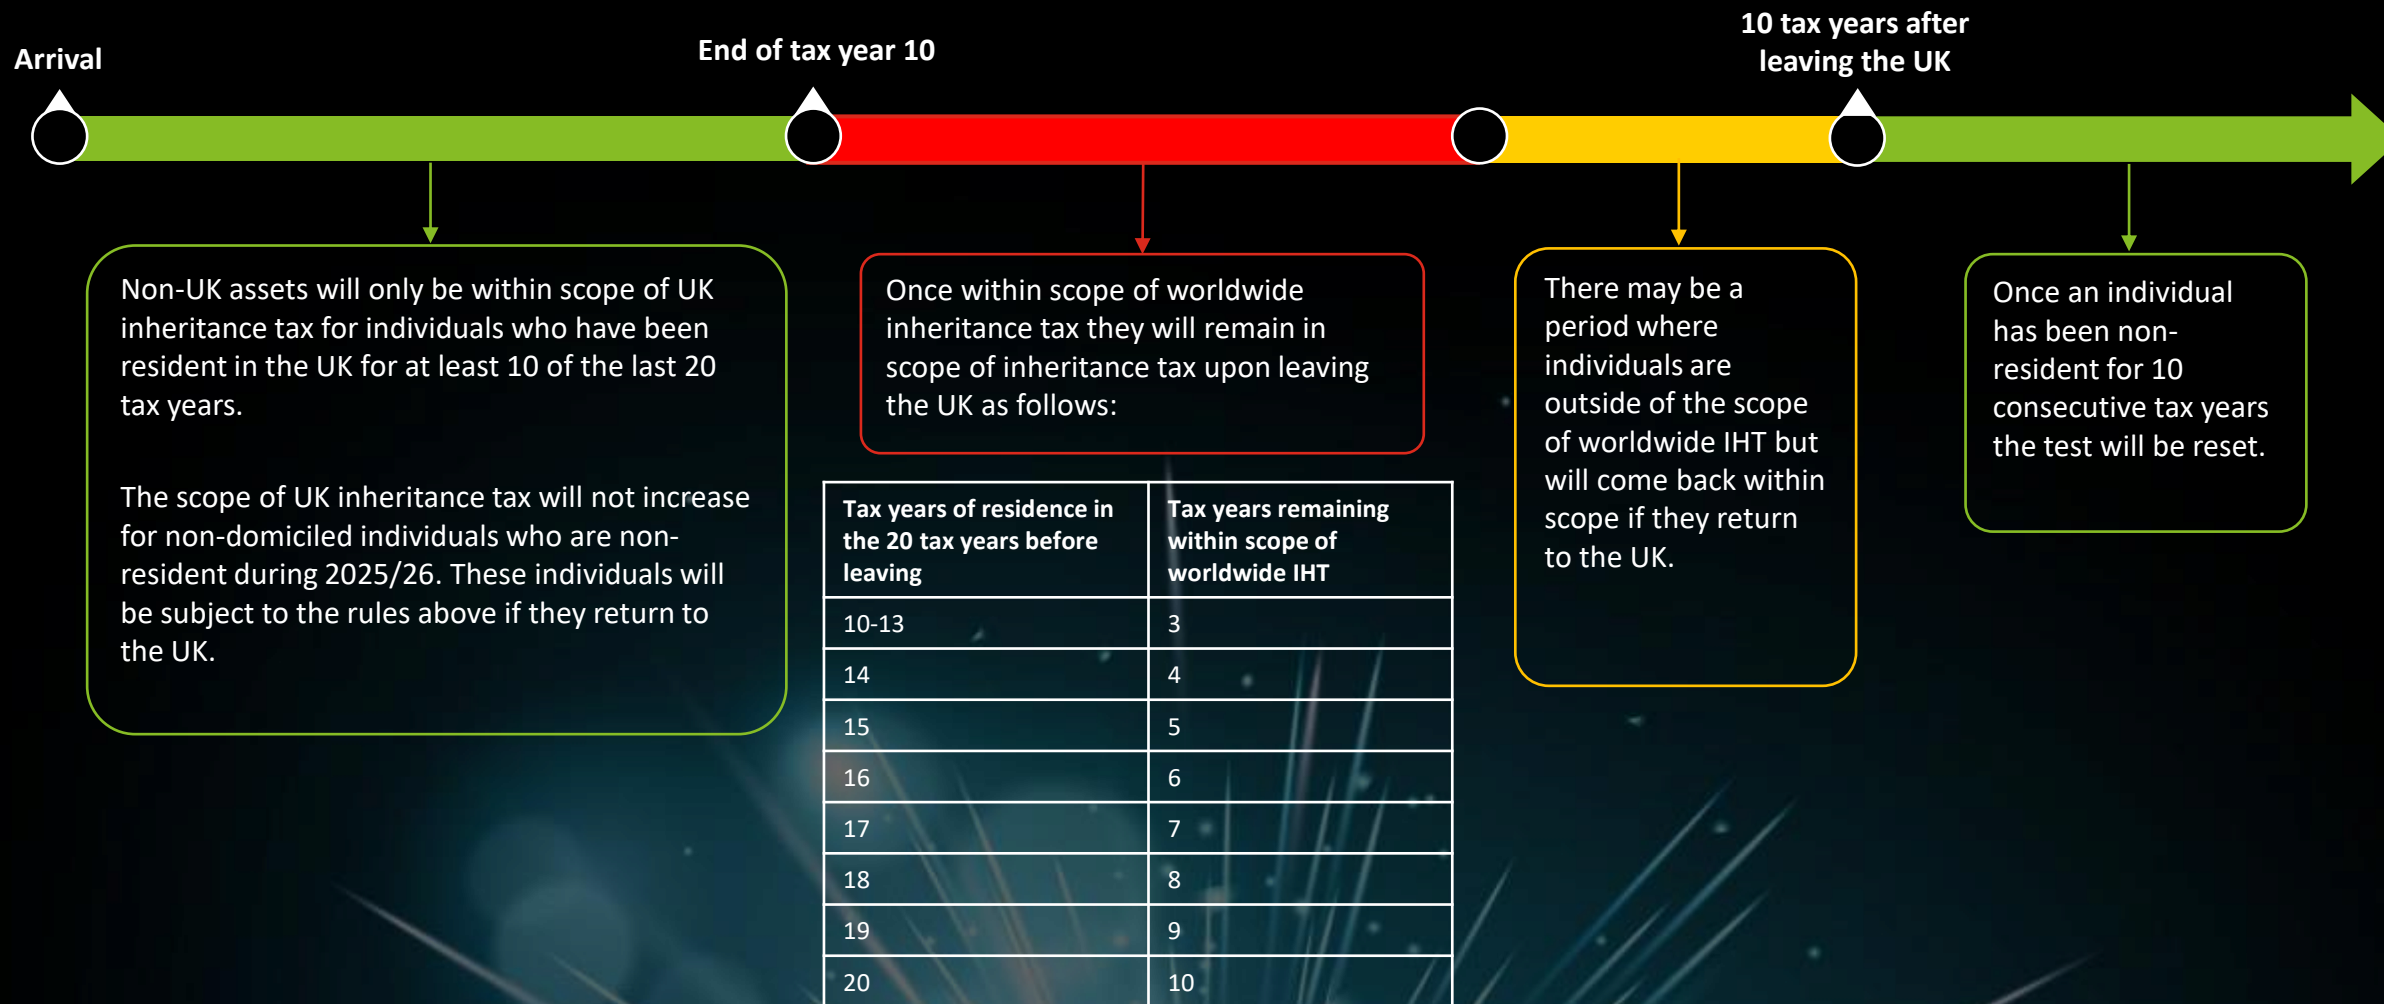 Arrival
End of tax year 10
10 tax years after
leaving the UK
Non-UK assets will only be within scope of UK
inheritance tax for individuals who have been
resident in the UK for at least 10 of the last 20
tax years.
The scope of UK inheritance tax will not increase
for non-domiciled individuals who are non-
resident during 2025/26. These individuals will
be subject to the rules above if they return to
the UK.
Once within scope of worldwide
inheritance tax they will remain in
scope of inheritance tax upon leaving
the UK as follows:
Tax years of residence in
the 20 tax years before
leaving
Tax years remaining
within scope of
worldwide IHT
10-13
3
14
4
15
5
16
6
17
7
18
8
19
9
20
10
There may be a
period where
individuals are
outside of the scope
of worldwide IHT but
will come back within
scope if they return
to the UK.
Once an individual
has been non-
resident for 10
consecutive tax years
the test will be reset.